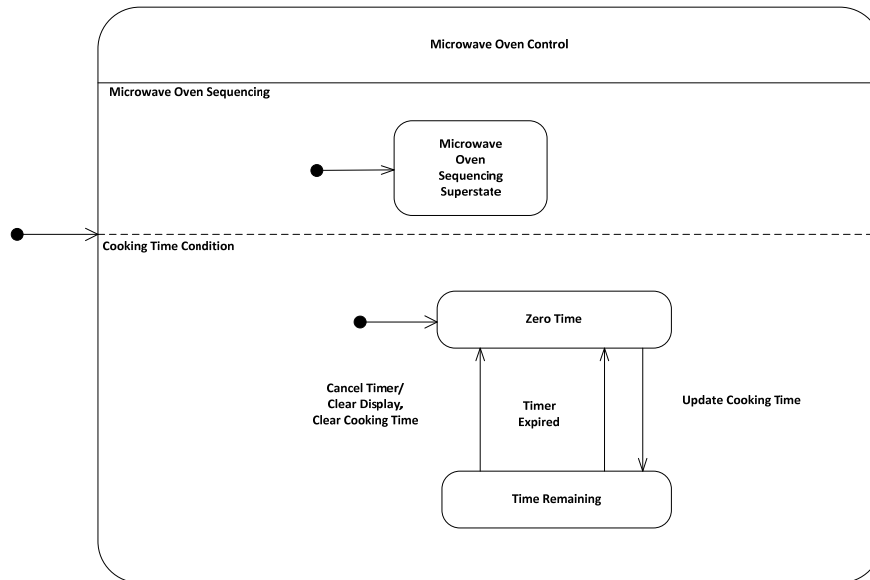 Microwave Oven Control
Microwave Oven Sequencing
Microwave
Oven
Sequencing
Superstate
Cooking Time Condition
Zero Time
Cancel Timer/
Clear Display,
Clear Cooking Time
Timer
Expired
Update Cooking Time
Time Remaining